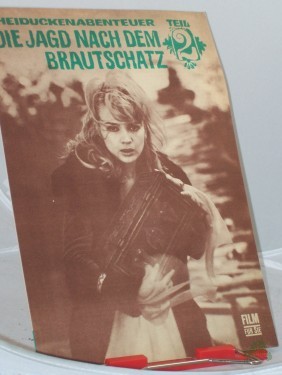 HEIDUCKENABENTEUER TEIL
DIE JAGD NACH DEM 2
BRAUTSCHATZ
FILM
FÜR SIE